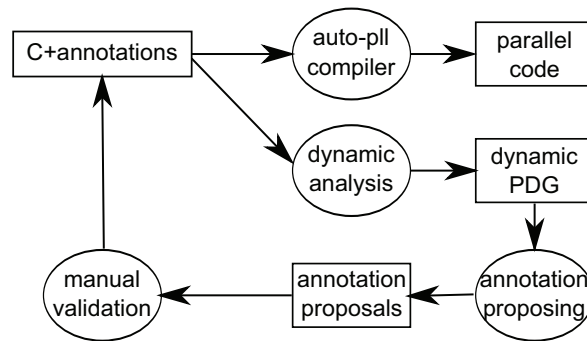 C+annotations
auto-pll
compiler
parallel
code
dynamic
analysis
dynamic
PDG
manual
validation
annotation
proposals
annotation
proposing